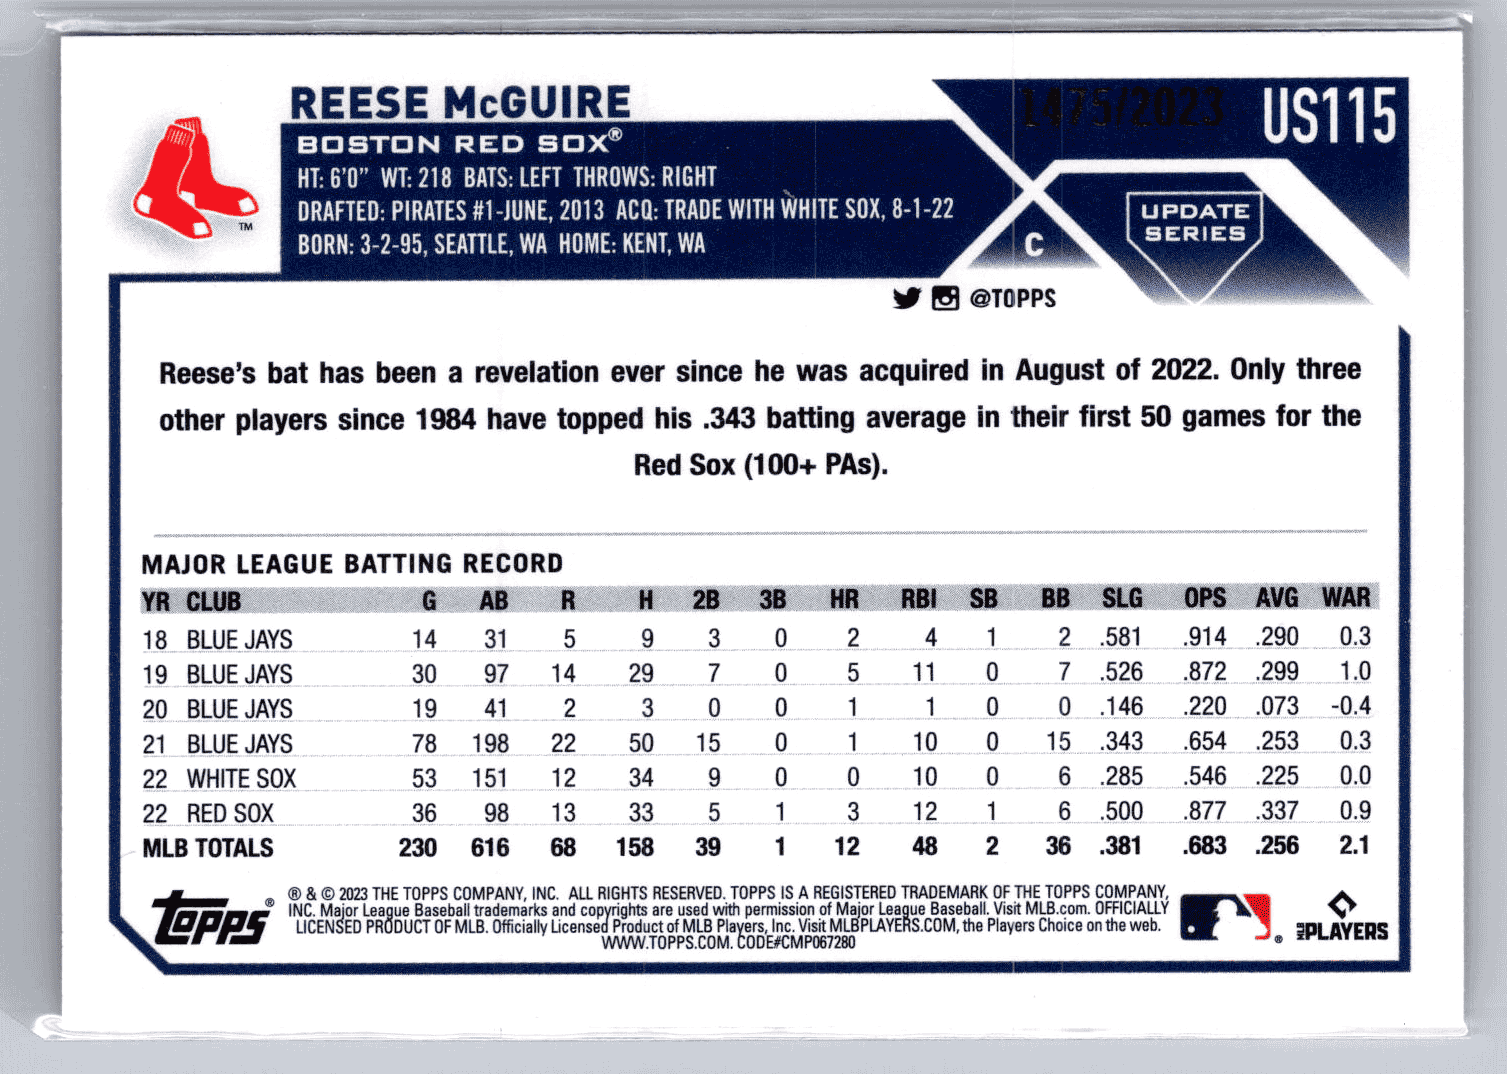 REESE McGUIRE
1475/2023
US115
BOSTON RED SOX®
HT: 6'0" WT: 218 BATS: LEFT THROWS: RIGHT
DRAFTED: PIRATES #1-JUNE, 2013 ACQ: TRADE WITH WHITE SOX, 8-1-22
BORN: 3-2-95, SEATTLE, WA HOME: KENT, WA
TM
C
UPDATE
SERIES
@TOPPS
Reese's bat has been a revelation ever since he was acquired in August of 2022. Only three
other players since 1984 have topped his .343 batting average in their first 50 games for the
Red Sox (100+ PAs).
MAJOR LEAGUE BATTING RECORD
YR CLUB G AB R H 2B 3B HR RBI SB BB SLG OPS AVG WAR
18 BLUE JAYS 14 31 5 9 3 0 2 4 1 2 .581 .914 .290 0.3
19 BLUE JAYS 30 97 14 29 7 0 5 11 0 7 .526 .872 .299 1.0
20 BLUE JAYS 19 41 2 3 0 0 1 1 0 0 .146 .220 .073 -0.4
21 BLUE JAYS 78 198 22 50 15 0 1 10 0 15 .343 .654 .253 0.3
22 WHITE SOX 53 151 12 34 9 0 0 10 0 6 .285 .546 .225 0.0
22 RED SOX 36 98 13 33 5 1 3 12 1 6 .500 .877 .337 0.9
MLB TOTALS 230 616 68 158 39 1 12 48 2 36 .381 .683 .256 2.1
TOPPS®
® & © 2023 THE TOPPS COMPANY, INC. ALL RIGHTS RESERVED. TOPPS IS A REGISTERED TRADEMARK OF THE TOPPS COMPANY,
INC. Major League Baseball trademarks and copyrights are used with permission of Major League Baseball. Visit MLB.com. OFFICIALLY
LICENSED PRODUCT OF MLB. Officially Licensed Product of MLB Players, Inc. Visit MLBPLAYERS.COM, the Players Choice on the web.
WWW.TOPPS.COM. CODE#CMP067280
®
MLB PLAYERS